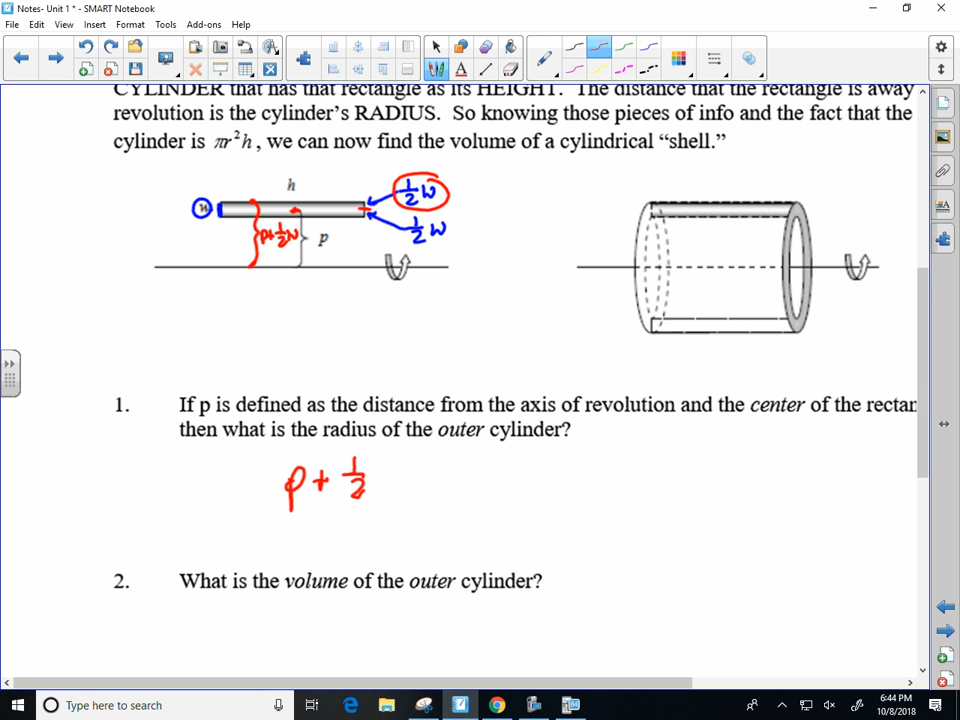 Notes- Unit 1 * - SMART Notebook
File Edit View Insert Format Tools Add-ons Help
CYLINDER that has that rectangle as its HEIGHT. The distance that the rectangle is away
revolution is the cylinder's RADIUS. So knowing those pieces of info and the fact that the
cylinder is πr²h, we can now find the volume of a cylindrical “shell.”
h
w
½ w
½ w
p+½w
p
1. If p is defined as the distance from the axis of revolution and the center of the rectan
then what is the radius of the outer cylinder?
p + ½
2. What is the volume of the outer cylinder?
Type here to search
6:44 PM
10/8/2018